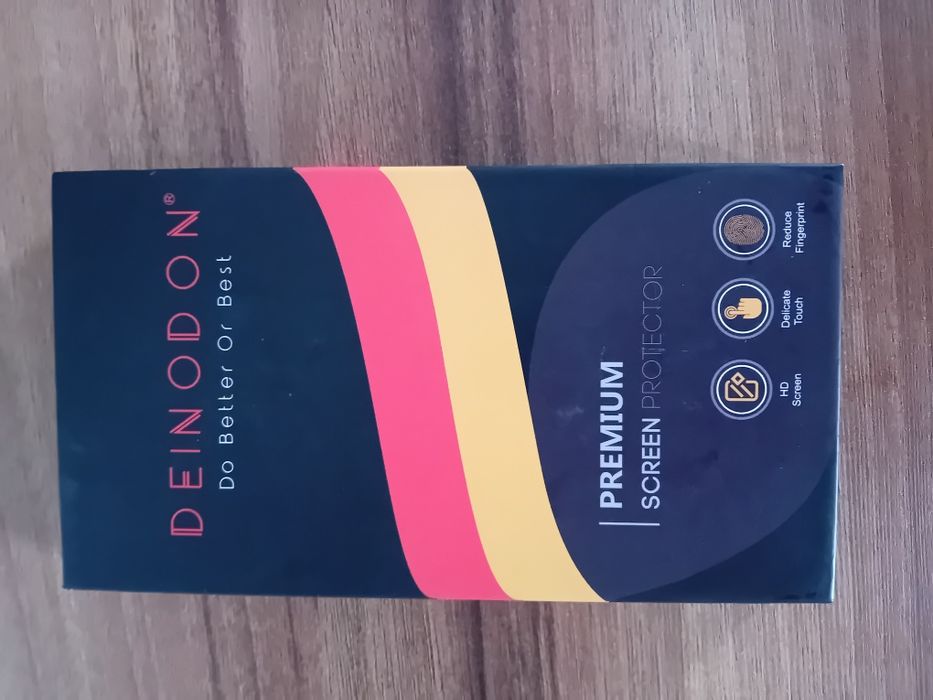 DEINODON®
Do Better Or Best
PREMIUM
SCREEN PROTECTOR
HD
Screen
Delicate
Touch
Reduce
Fingerprint